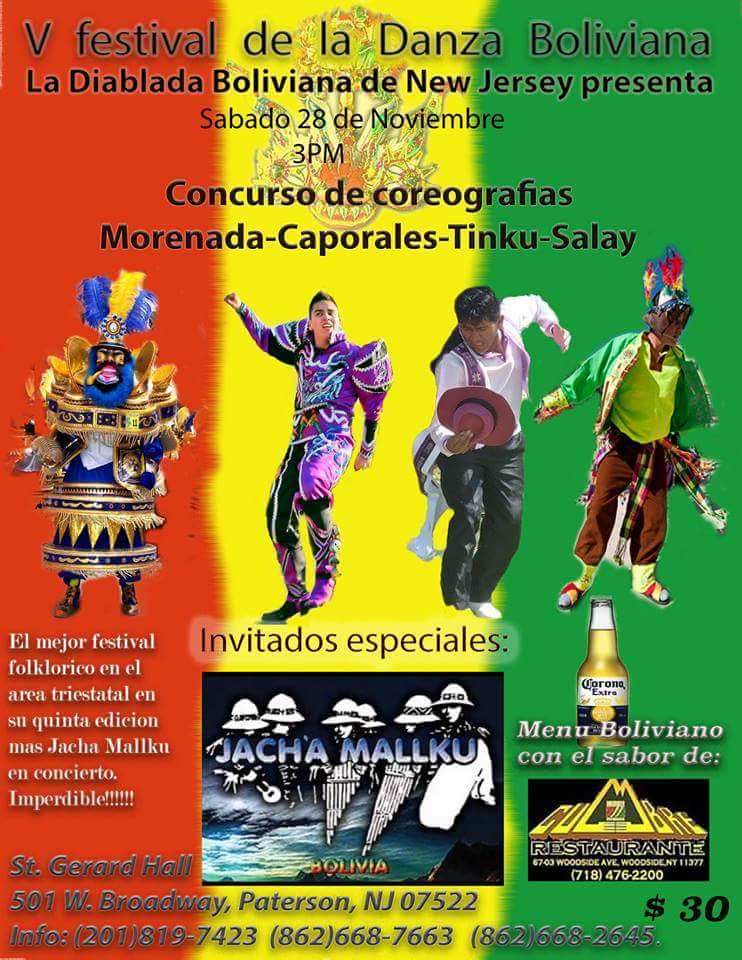 V festival de la Danza Boliviana
La Diablada Boliviana de New Jersey presenta
Sabado 28 de Noviembre
3PM
Concurso de coreografias
Morenada-Caporales-Tinku-Salay
El mejor festival
folklorico en el
area triestatal en
su quinta edicion
mas Jacha Mallku
en concierto.
Imperdible!!!!!!
Invitados especiales:
JACH'A MALLKU
BOLIVIA
Corona
Extra
Menu Boliviano
con el sabor de:
RESTAURANTE
67-03 WOODSIDE AVE, WOODSIDE, NY 11377
(718) 476-2200
$ 30
St. Gerard Hall
501 W. Broadway, Paterson, NJ 07522
Info: (201)819-7423 (862)668-7663 (862)668-2645.